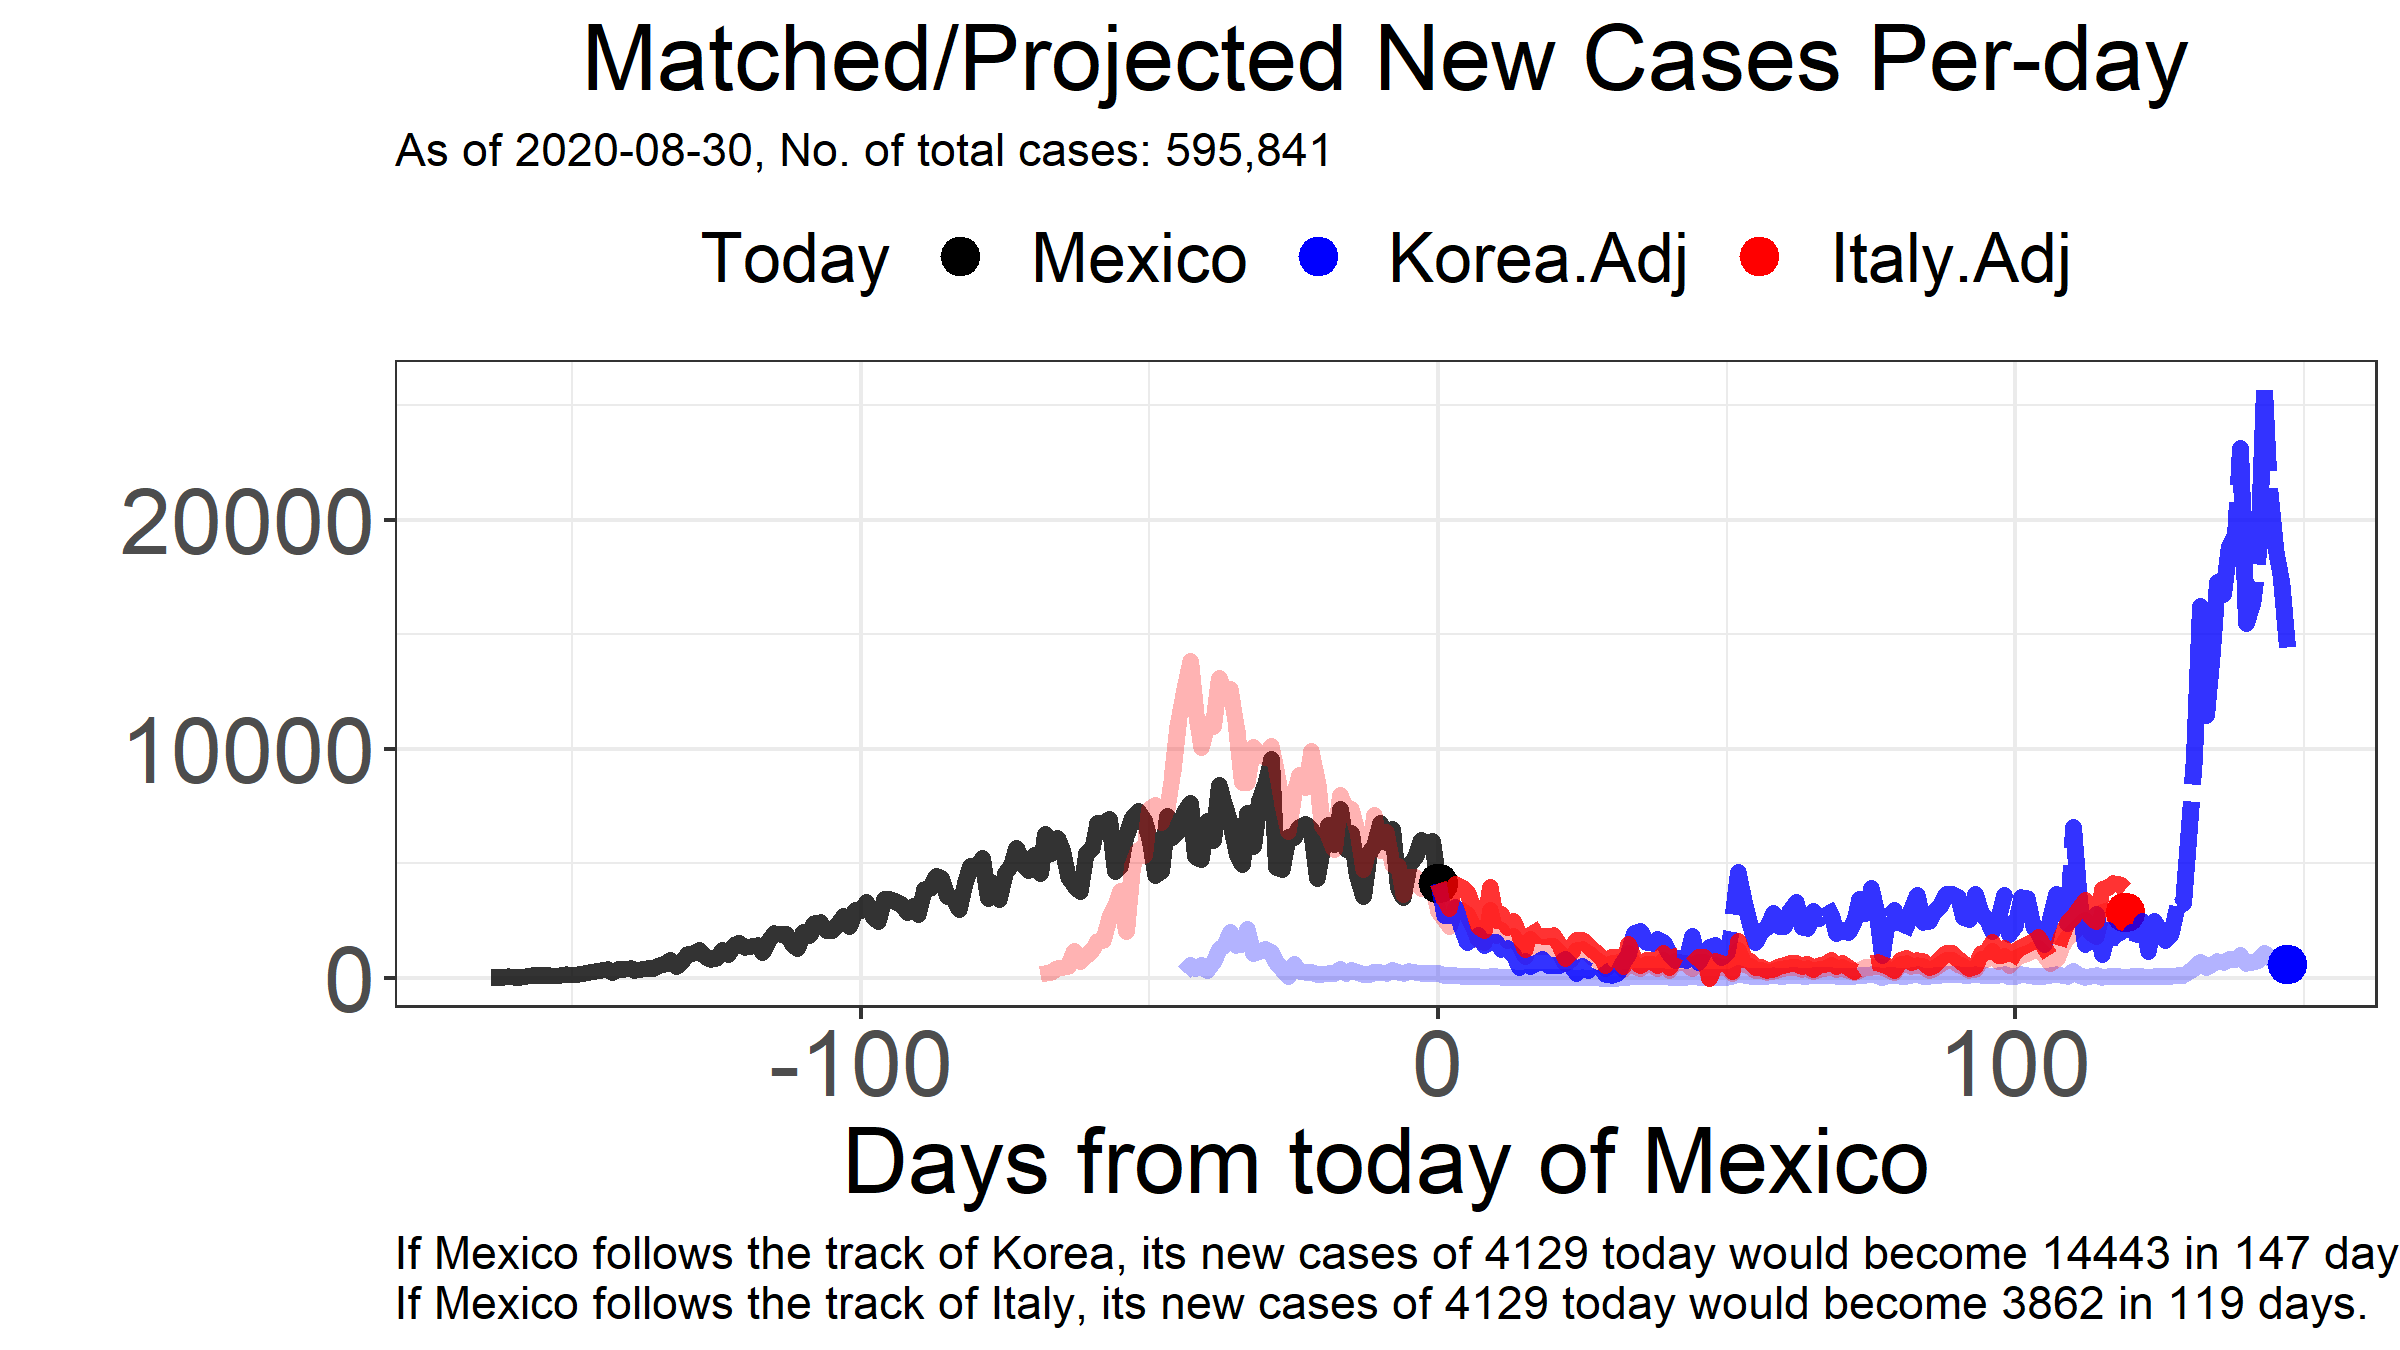 Matched/Projected New Cases Per-day
As of 2020-08-30, No. of total cases: 595,841
Today Mexico Korea.Adj Italy.Adj
20000
10000
0
-100 0 100
Days from today of Mexico
If Mexico follows the track of Korea, its new cases of 4129 today would become 14443 in 147 day
If Mexico follows the track of Italy, its new cases of 4129 today would become 3862 in 119 days.